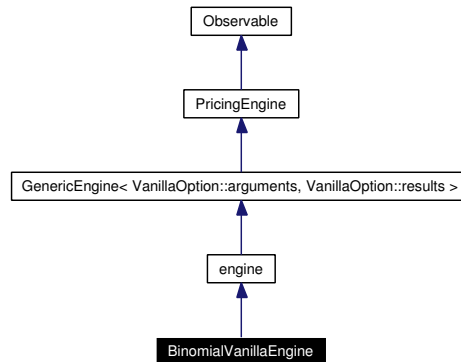 Observable
PricingEngine
GenericEngine< VanillaOption::arguments, VanillaOption::results >
engine
BinomialVanillaEngine